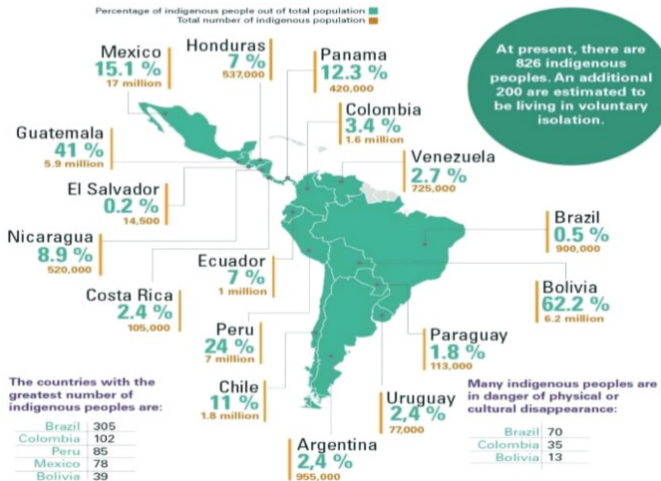 Percentage of indigenous people out of total population
Total number of indigenous population
Mexico
15.1 %
17 million
Honduras
7 %
537,000
Panama
12.3 %
420,000
At present, there are
826 indigenous
peoples. An additional
200 are estimated to
be living in voluntary
isolation.
Colombia
3.4 %
1.6 million
Guatemala
41 %
5.9 million
Venezuela
2.7 %
725,000
El Salvador
0.2 %
14,500
Brazil
0.5 %
900,000
Nicaragua
8.9 %
520,000
Ecuador
7 %
1 million
Bolivia
62.2 %
6.2 million
Costa Rica
2.4 %
105,000
Peru
24 %
7 million
Paraguay
1.8 %
113,000
Chile
11 %
1.8 million
Uruguay
2,4 %
77,000
Argentina
2,4 %
955,000
The countries with the
greatest number of
indigenous peoples are:
Brazil 305
Colombia 102
Peru 85
Mexico 78
Bolivia 39
Many indigenous peoples are
in danger of physical or
cultural disappearance:
Brazil 70
Colombia 35
Bolivia 13